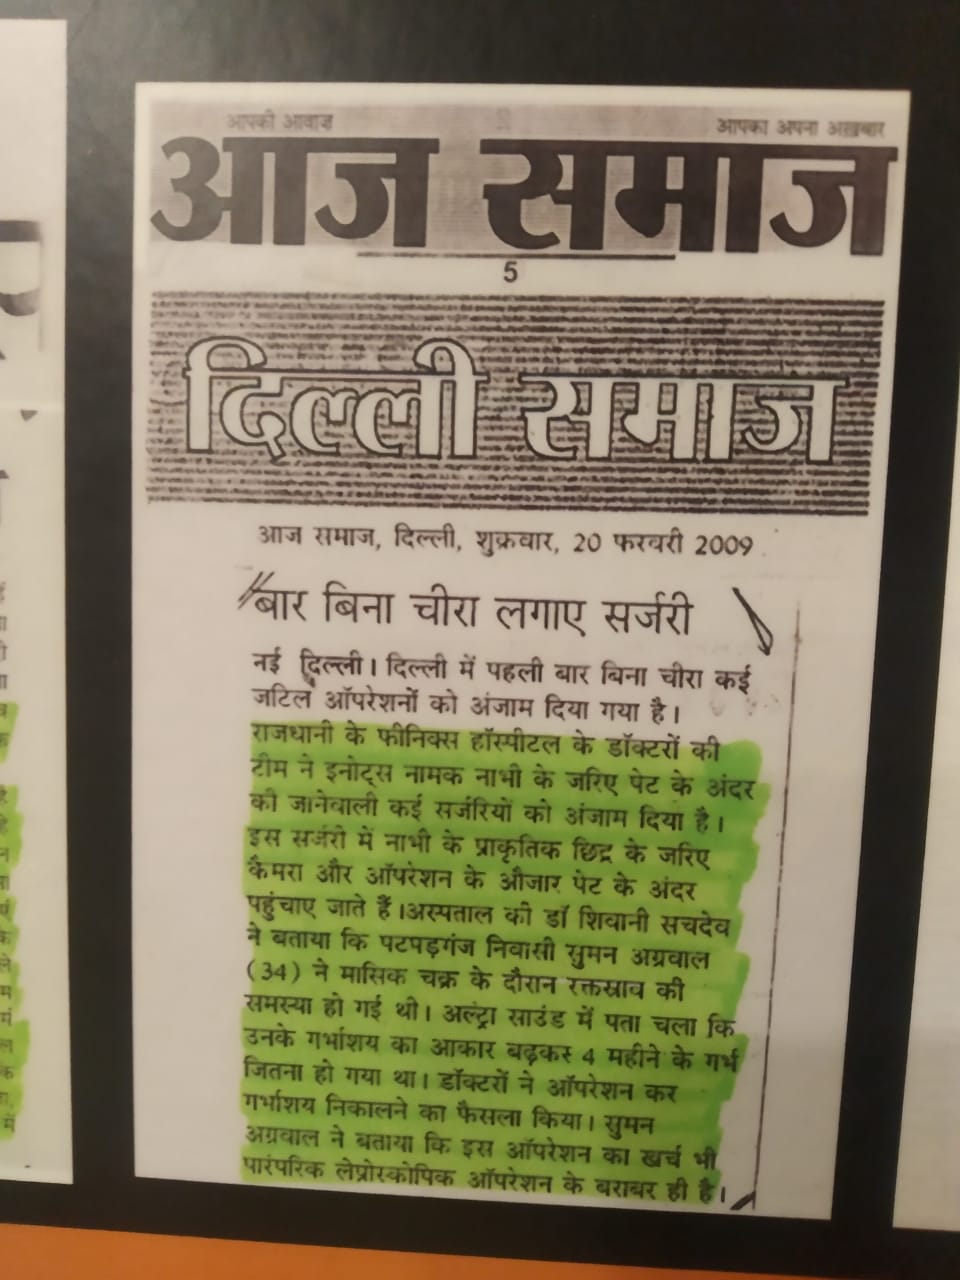 आपकी आवाज आपका अपना अख़बार
आज समाज
5
दिल्ली समाज
आज समाज, दिल्ली, शुक्रवार, 20 फरवरी 2009
बार बिना चीरा लगाए सर्जरी
नई दिल्ली। दिल्ली में पहली बार बिना चीरा कई
जटिल ऑपरेशनों को अंजाम दिया गया है।
राजधानी के फीनिक्स हॉस्पीटल के डॉक्टरों की
टीम ने इनोट्स नामक नाभी के जरिए पेट के अंदर
की जानेवाली कई सर्जरियों को अंजाम दिया है।
इस सर्जरी में नाभी के प्राकृतिक छिद्र के जरिए
कैमरा और ऑपरेशन के औजार पेट के अंदर
पहुंचाए जाते हैं।अस्पताल की डॉ शिवानी सचदेव
ने बताया कि पटपड़गंज निवासी सुमन अग्रवाल
(34) ने मासिक चक्र के दौरान रक्तस्राव की
समस्या हो गई थी। अल्ट्रा साउंड में पता चला कि
उनके गर्भाशय का आकार बढ़कर 4 महीने के गर्भ
जितना हो गया था। डॉक्टरों ने ऑपरेशन कर
गर्भाशय निकालने का फैसला किया। सुमन
अग्रवाल ने बताया कि इस ऑपरेशन का खर्च भी
पारंपरिक लेप्रोस्कोपिक ऑपरेशन के बराबर ही है।